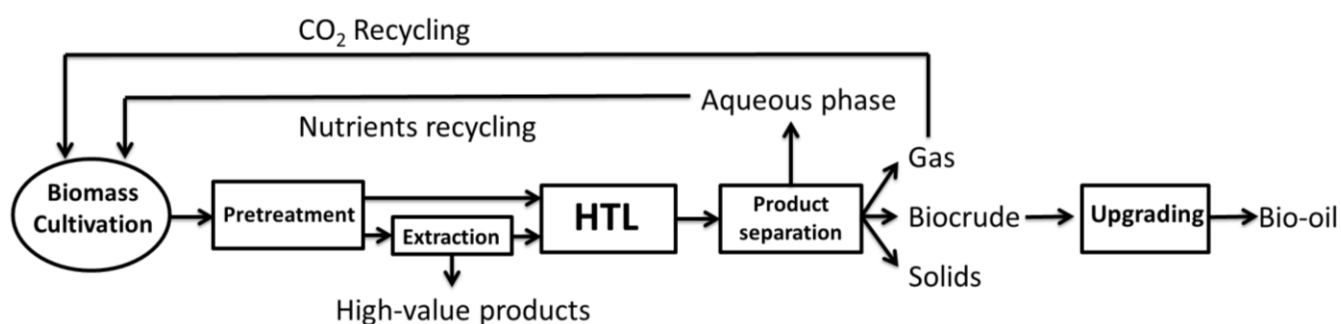 CO₂ Recycling
Aqueous phase
Nutrients recycling
Gas
Biomass
Cultivation
Pretreatment
Extraction
HTL
Product
separation
Biocrude
Upgrading
Bio-oil
Solids
High-value products